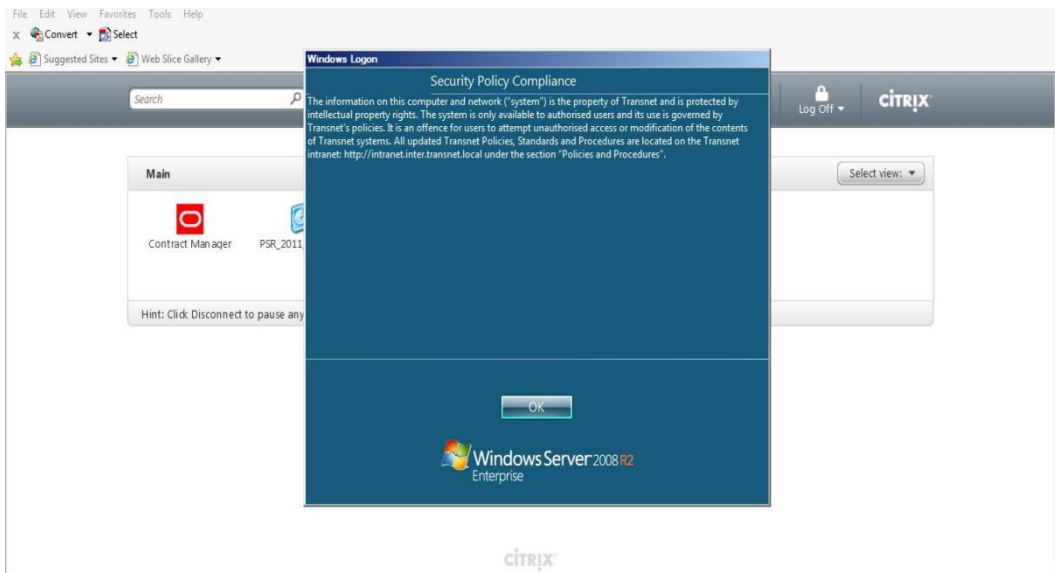 File Edit View Favorites Tools Help
x Convert Select
Suggested Sites Web Slice Gallery
Windows Logon
Security Policy Compliance
Search
The information on this computer and network ("system") is the property of Transnet and is protected by
intellectual property rights. The system is only available to authorised users and its use is governed by
Transnet's policies. It is an offence for users to attempt unauthorised access or modification of the contents
of Transnet systems. All updated Transnet Policies, Standards and Procedures are located on the Transnet
intranet: http://intranet.inter.transnet.local under the section "Policies and Procedures".
Log Off
CITRIX
Main
Select view:
Contract Manager
PSR_2011_
Hint: Click Disconnect to pause any
OK
Windows Server 2008 R2
Enterprise
CITRIX